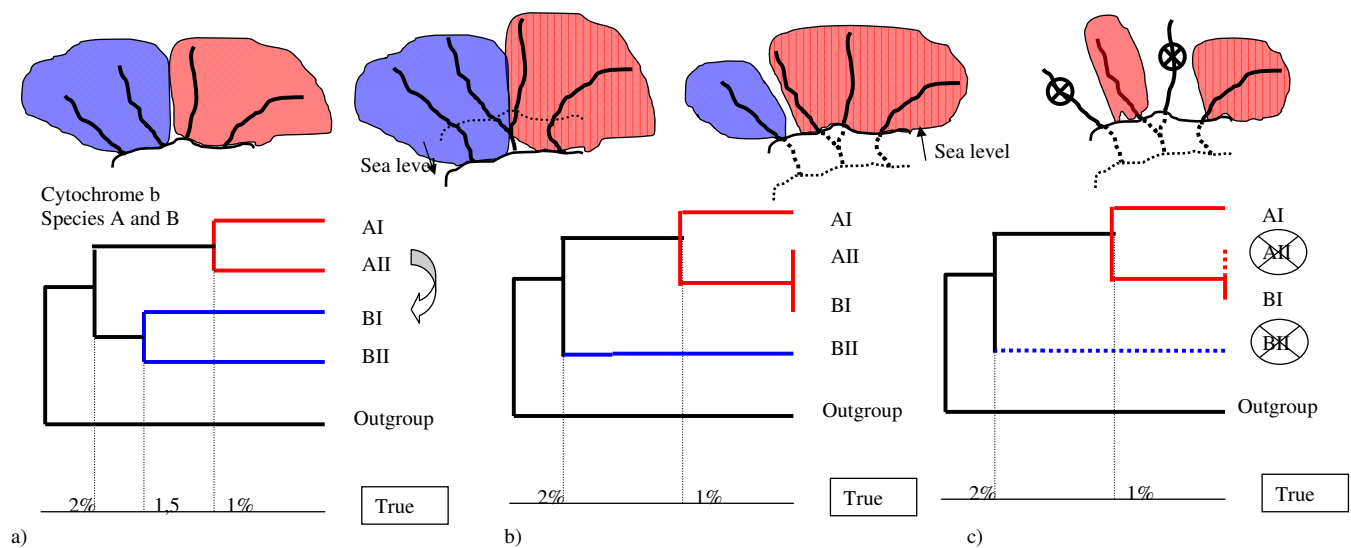 Sea level
Sea level
Cytochrome b
Species A and B
AI
AII
BI
BII
Outgroup
2%
1,5
1%
True
a)
AI
AII
BI
BII
Outgroup
2%
1%
True
b)
AI
AII
BI
BII
Outgroup
2%
1%
True
c)